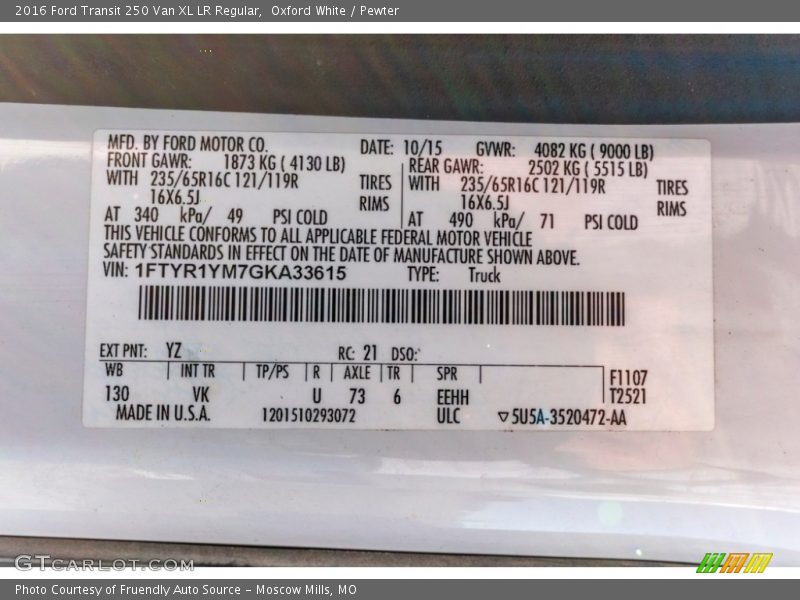 2016 Ford Transit 250 Van XL LR Regular,  Oxford White / Pewter
MFD. BY FORD MOTOR CO. DATE: 10/15 GVWR: 4082 KG ( 9000 LB)
FRONT GAWR: 1873 KG ( 4130 LB) REAR GAWR: 2502 KG ( 5515 LB)
WITH 235/65R16C 121/119R TIRES WITH 235/65R16C 121/119R TIRES
16X6.5J RIMS 16X6.5J RIMS
AT 340 kPa/ 49 PSI COLD AT 490 kPa/ 71 PSI COLD
THIS VEHICLE CONFORMS TO ALL APPLICABLE FEDERAL MOTOR VEHICLE
SAFETY STANDARDS IN EFFECT ON THE DATE OF MANUFACTURE SHOWN ABOVE.
VIN: 1FTYR1YM7GKA33615 TYPE: Truck
EXT PNT: YZ RC: 21 DSO:
WB INT TR TP/PS R AXLE TR SPR F1107
130 VK U 73 6 EEHH T2521
MADE IN U.S.A. 1201510293072 ULC 5U5A-3520472-AA
GTCARLOT.COM
Photo Courtesy of Fruendly Auto Source – Moscow Mills, MO